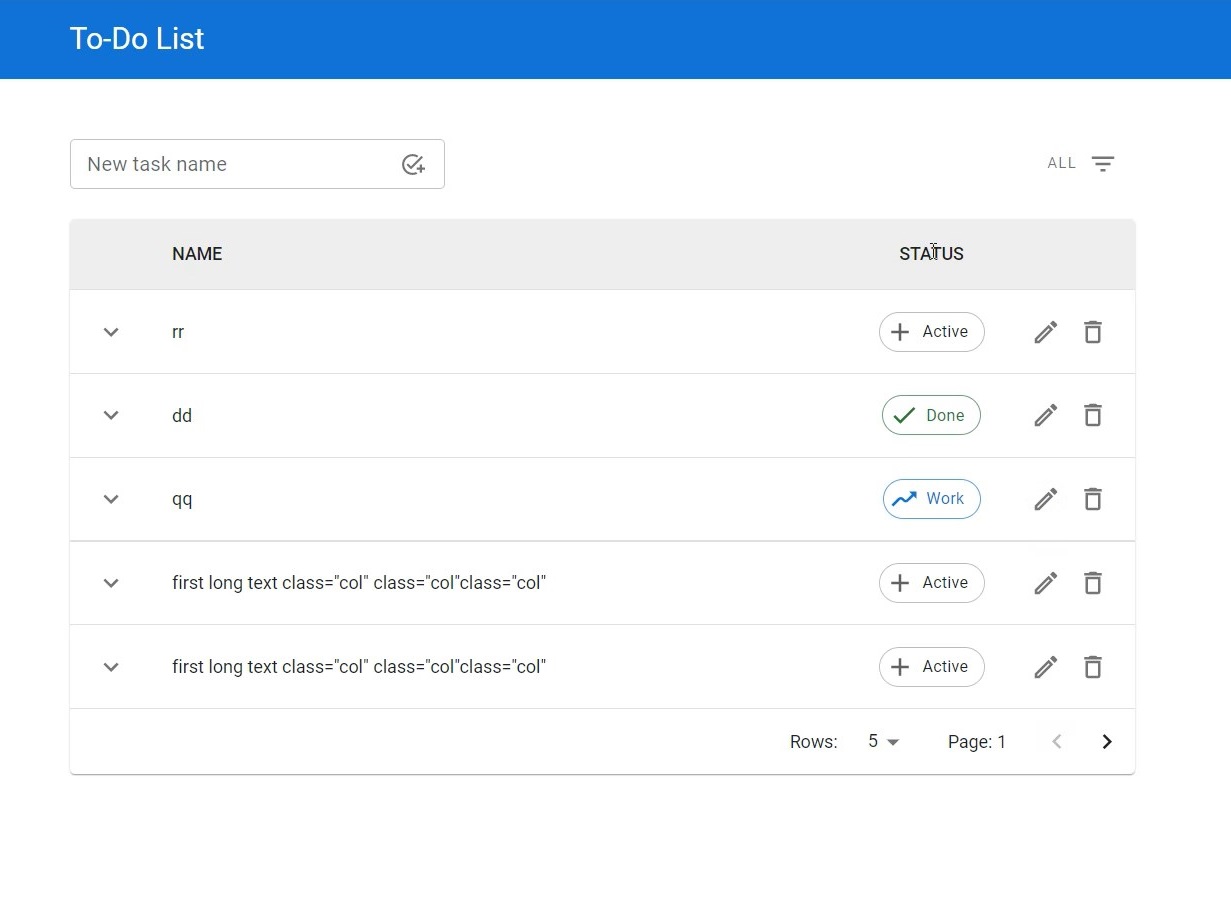 To-Do List
New task name
ALL
NAME STATUS
rr Active
dd Done
qq Work
first long text class="col" class="col"class="col" Active
first long text class="col" class="col"class="col" Active
Rows: 5 Page: 1